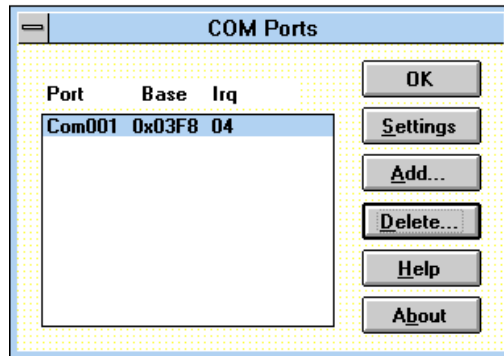 COM Ports
Port Base Irq
Com001 0x03F8 04
OK
Settings
Add...
Delete...
Help
About